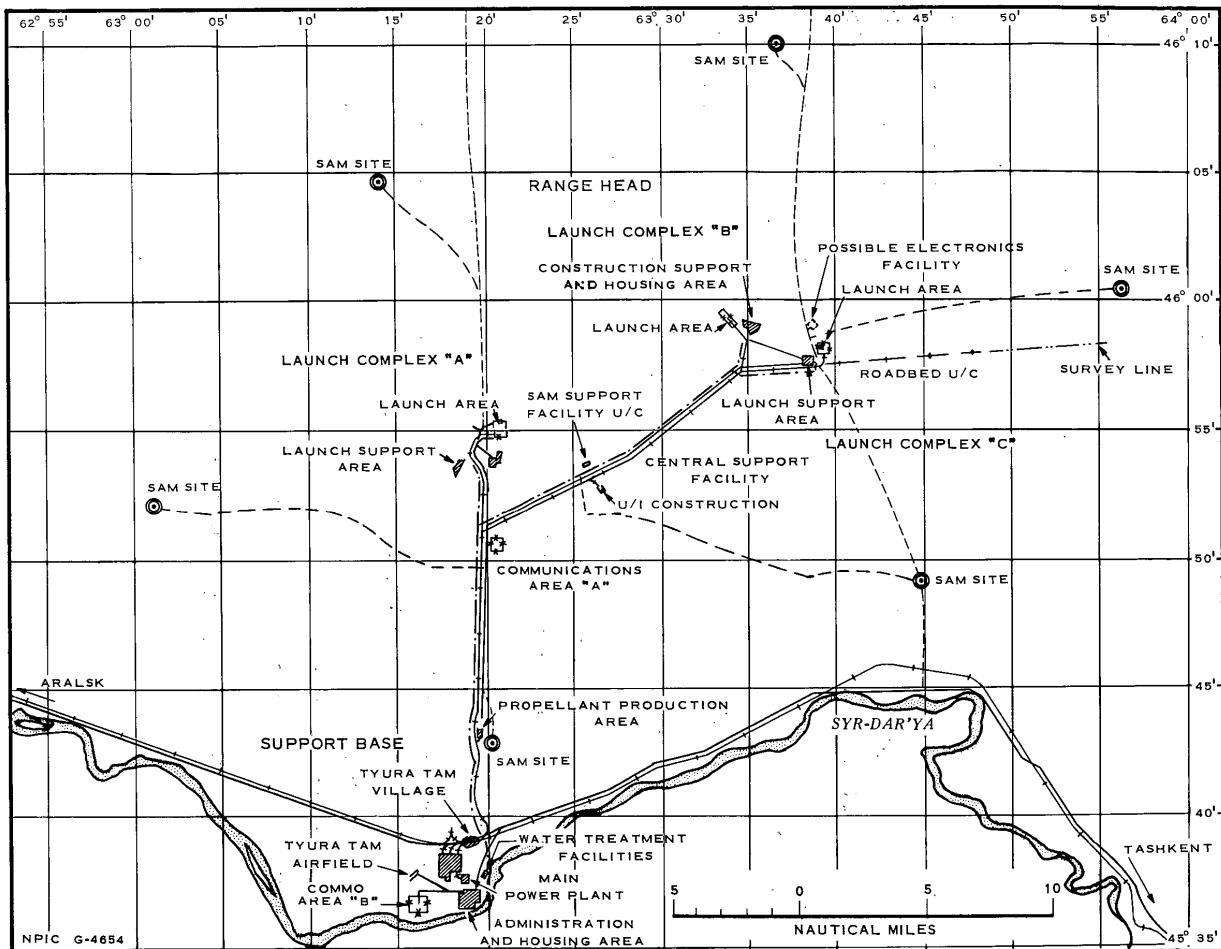 62° 55' 63° 00' 05' 10' 15' 20' 25' 63° 30' 35' 40' 45' 50' 55' 64° 00'
46° 10'
SAM SITE
SAM SITE
05'
RANGE HEAD
LAUNCH COMPLEX "B"
POSSIBLE ELECTRONICS
FACILITY
CONSTRUCTION SUPPORT
AND HOUSING AREA
SAM SITE
LAUNCH AREA
46° 00'
LAUNCH AREA
LAUNCH COMPLEX "A"
ROADBED U/C
SURVEY LINE
SAM SUPPORT
FACILITY U/C
LAUNCH SUPPORT
AREA
LAUNCH AREA
55'
LAUNCH SUPPORT
AREA
LAUNCH COMPLEX "C"
CENTRAL SUPPORT
FACILITY
SAM SITE
U/I CONSTRUCTION
50'
COMMUNICATIONS
AREA "A"
SAM SITE
ARALSK
45'
PROPELLANT PRODUCTION
AREA
SYR-DAR'YA
SUPPORT BASE
SAM SITE
TYURA TAM
VILLAGE
40'
WATER TREATMENT
FACILITIES
TYURA TAM
AIRFIELD
TASHKENT
MAIN
POWER PLANT
COMMO
AREA "B"
5 0 5 10
ADMINISTRATION
AND HOUSING AREA
NAUTICAL MILES
NPIC G-4654
45° 35'